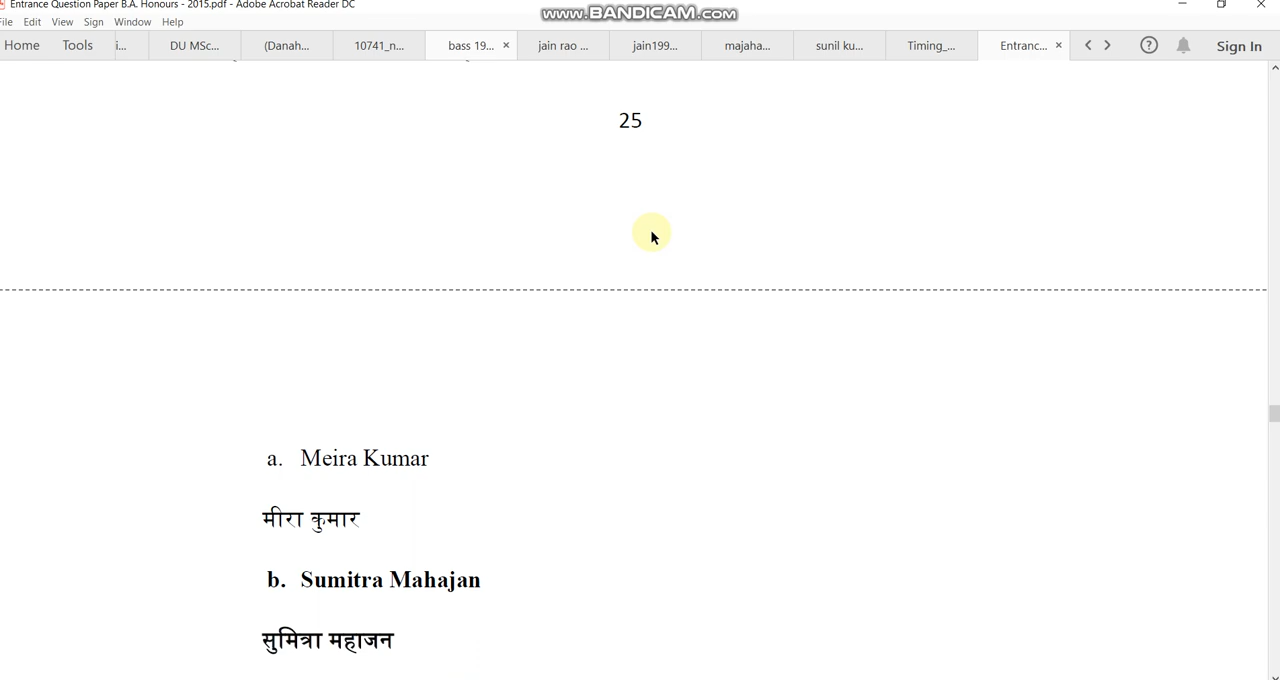 Entrance Question Paper B.A. Honours - 2015.pdf - Adobe Acrobat Reader DC
www.BANDICAM.com
File Edit View Sign Window Help
Home Tools i... DU MSc... (Danah... 10741_n... bass 19... × jain rao ... jain199... majaha... sunil ku... Timing_... Entranc... × Sign In
25
a. Meira Kumar
मीरा कुमार
b. Sumitra Mahajan
सुमित्रा महाजन